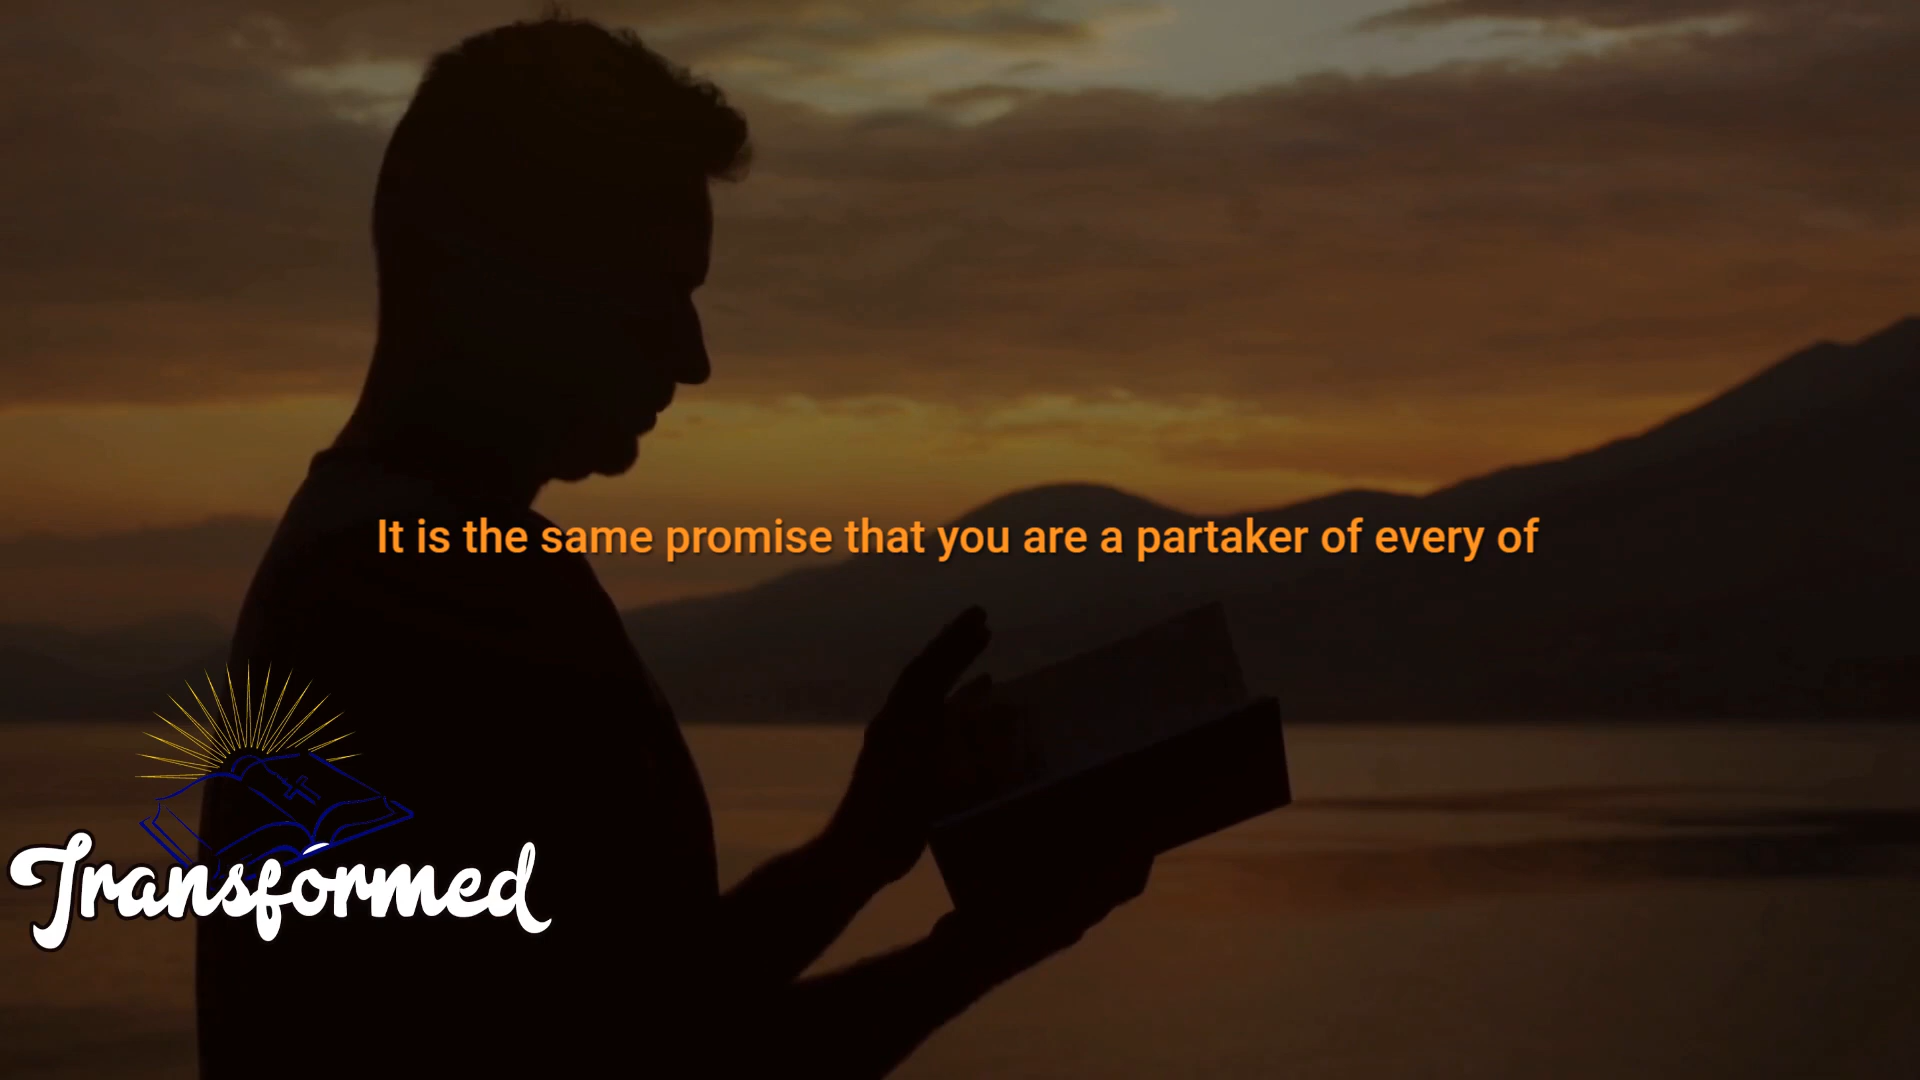 It is the same promise that you are a partaker of every of
Transformed